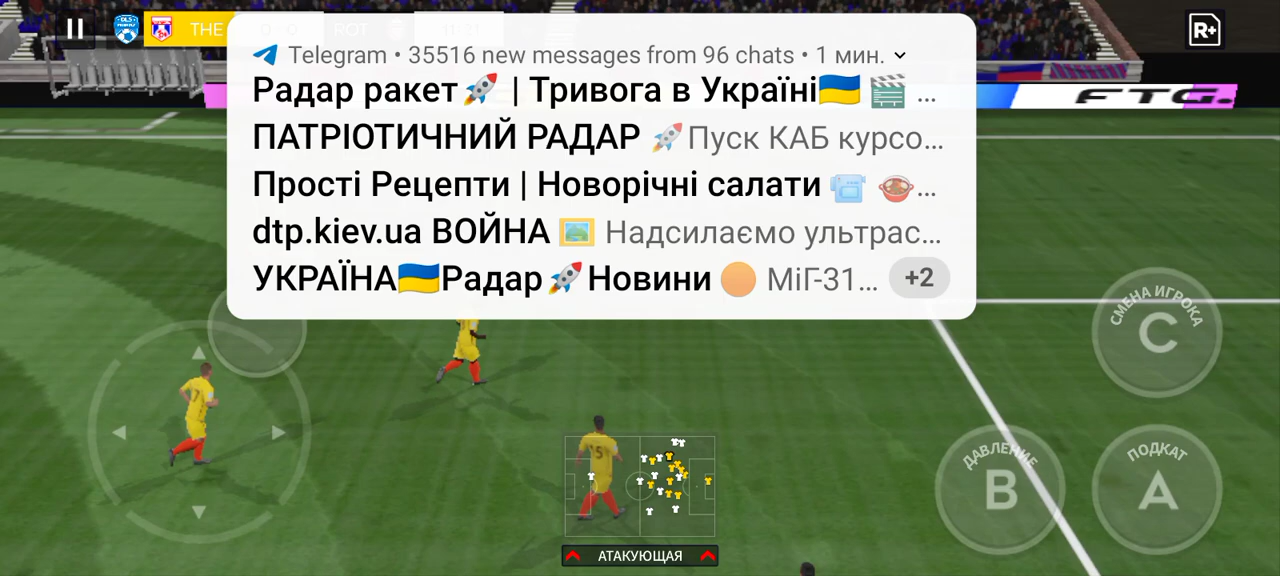 THE
ROT
R+
Telegram • 35516 new messages from 96 chats • 1 мин.
Радар ракет🚀 | Тривога в Україні🇺🇦 🎬 ...
ПАТРІОТИЧНИЙ РАДАР 🚀Пуск КАБ курсо...
Прості Рецепти | Новорічні салати 📹 🍲...
dtp.kiev.ua ВОЙНА 🖼️ Надсилаємо ультрас...
УКРАЇНА🇺🇦Радар🚀Новини 🟠 МіГ-31... +2
FTG.
СМЕНА ИГРОКА
C
ДАВЛЕНИЕ
B
ПОДКАТ
A
7
15
АТАКУЮЩАЯ